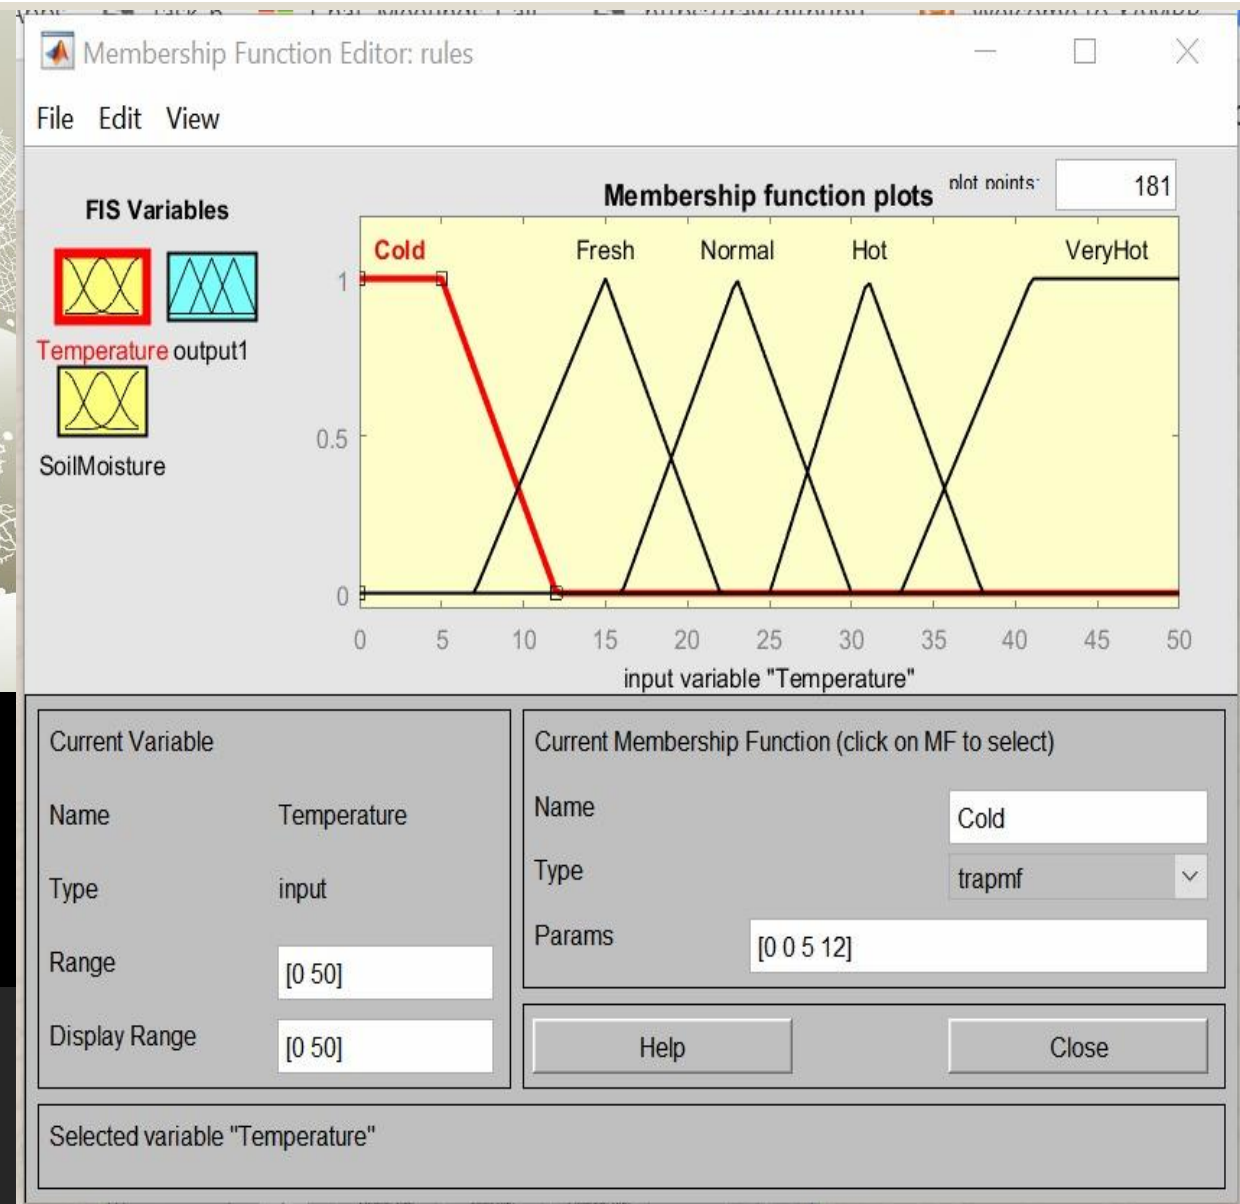 Membership Function Editor: rules
File Edit View
FIS Variables
Membership function plots
plot points:
181
Temperature output1
SoilMoisture
Cold Fresh Normal Hot VeryHot
1
0.5
0
0 5 10 15 20 25 30 35 40 45 50
input variable "Temperature"
Current Variable
Name Temperature
Type input
Range [0 50]
Display Range [0 50]
Current Membership Function (click on MF to select)
Name Cold
Type trapmf
Params [0 0 5 12]
Help Close
Selected variable "Temperature"